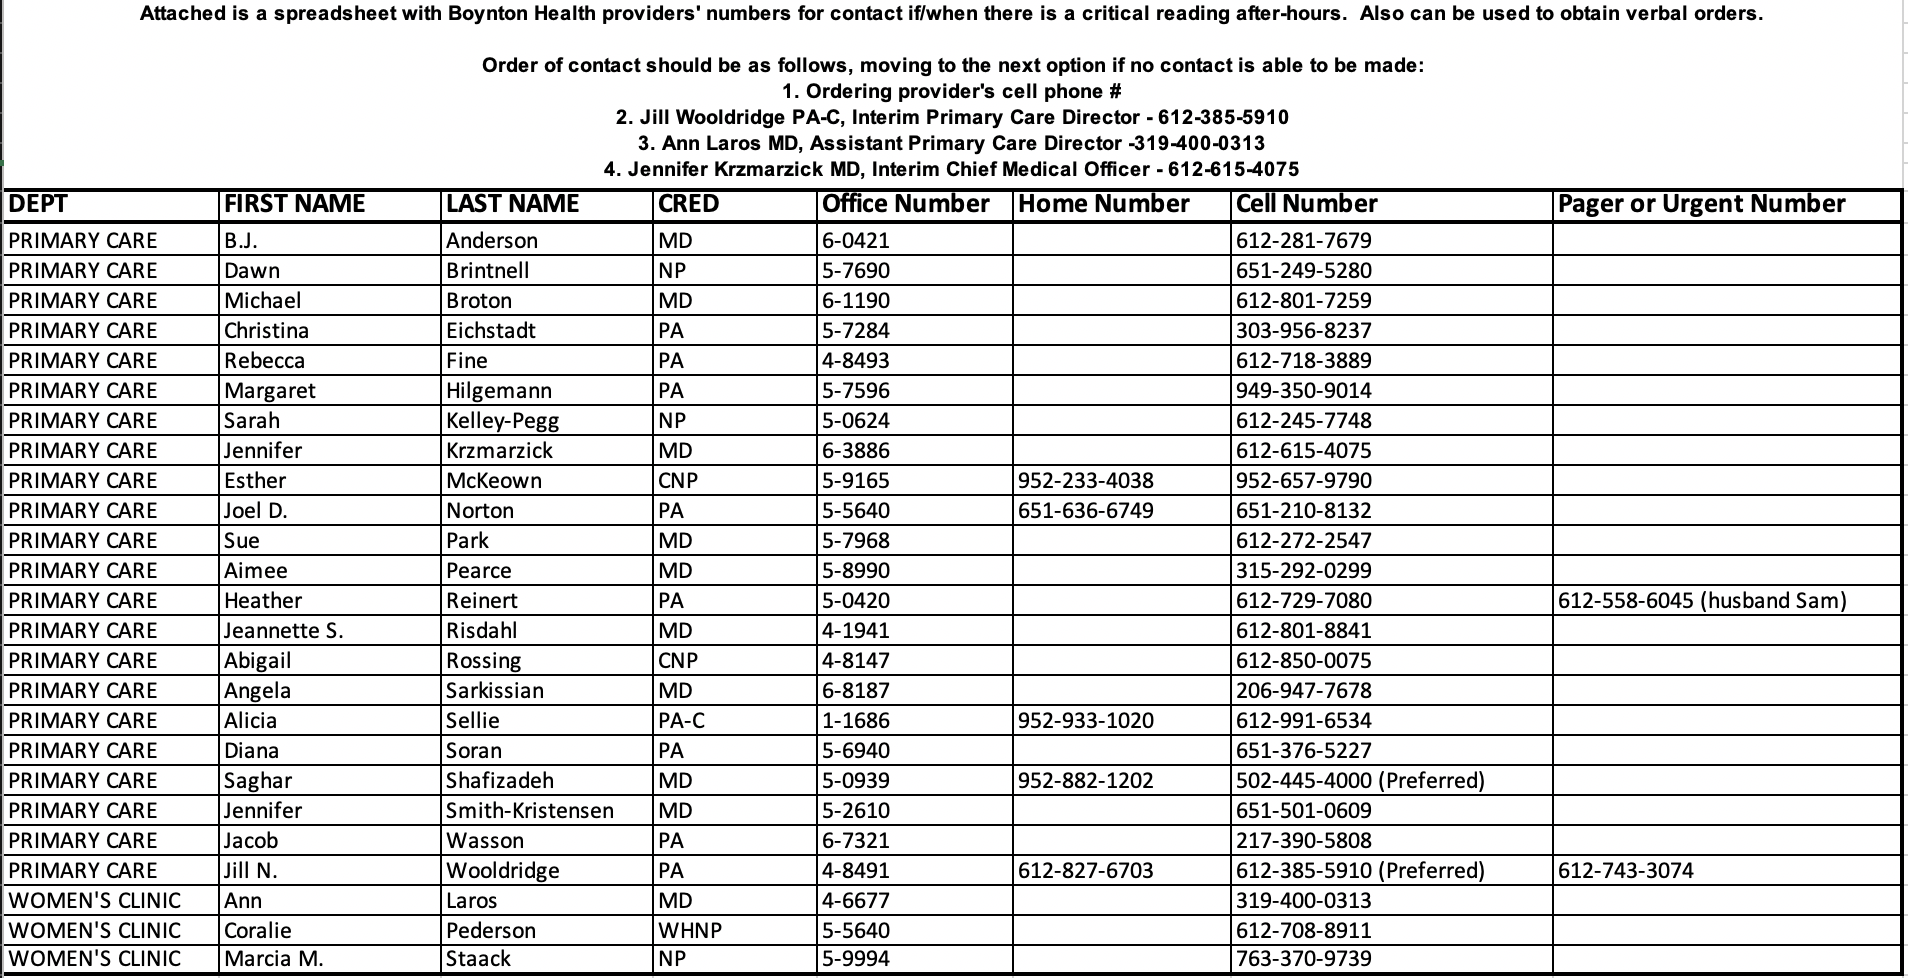 Attached is a spreadsheet with Boynton Health providers' numbers for contact if/when there is a critical reading after-hours.  Also can be used to obtain verbal orders.
Order of contact should be as follows, moving to the next option if no contact is able to be made:
1. Ordering provider's cell phone #
2. Jill Wooldridge PA-C, Interim Primary Care Director - 612-385-5910
3. Ann Laros MD, Assistant Primary Care Director -319-400-0313
4. Jennifer Krzmarzick MD, Interim Chief Medical Officer - 612-615-4075
DEPT FIRST NAME LAST NAME CRED Office Number Home Number Cell Number Pager or Urgent Number
PRIMARY CARE B.J. Anderson MD 6-0421 612-281-7679
PRIMARY CARE Dawn Brintnell NP 5-7690 651-249-5280
PRIMARY CARE Michael Broton MD 6-1190 612-801-7259
PRIMARY CARE Christina Eichstadt PA 5-7284 303-956-8237
PRIMARY CARE Rebecca Fine PA 4-8493 612-718-3889
PRIMARY CARE Margaret Hilgemann PA 5-7596 949-350-9014
PRIMARY CARE Sarah Kelley-Pegg NP 5-0624 612-245-7748
PRIMARY CARE Jennifer Krzmarzick MD 6-3886 612-615-4075
PRIMARY CARE Esther McKeown CNP 5-9165 952-233-4038 952-657-9790
PRIMARY CARE Joel D. Norton PA 5-5640 651-636-6749 651-210-8132
PRIMARY CARE Sue Park MD 5-7968 612-272-2547
PRIMARY CARE Aimee Pearce MD 5-8990 315-292-0299
PRIMARY CARE Heather Reinert PA 5-0420 612-729-7080 612-558-6045 (husband Sam)
PRIMARY CARE Jeannette S. Risdahl MD 4-1941 612-801-8841
PRIMARY CARE Abigail Rossing CNP 4-8147 612-850-0075
PRIMARY CARE Angela Sarkissian MD 6-8187 206-947-7678
PRIMARY CARE Alicia Sellie PA-C 1-1686 952-933-1020 612-991-6534
PRIMARY CARE Diana Soran PA 5-6940 651-376-5227
PRIMARY CARE Saghar Shafizadeh MD 5-0939 952-882-1202 502-445-4000 (Preferred)
PRIMARY CARE Jennifer Smith-Kristensen MD 5-2610 651-501-0609
PRIMARY CARE Jacob Wasson PA 6-7321 217-390-5808
PRIMARY CARE Jill N. Wooldridge PA 4-8491 612-827-6703 612-385-5910 (Preferred) 612-743-3074
WOMEN'S CLINIC Ann Laros MD 4-6677 319-400-0313
WOMEN'S CLINIC Coralie Pederson WHNP 5-5640 612-708-8911
WOMEN'S CLINIC Marcia M. Staack NP 5-9994 763-370-9739